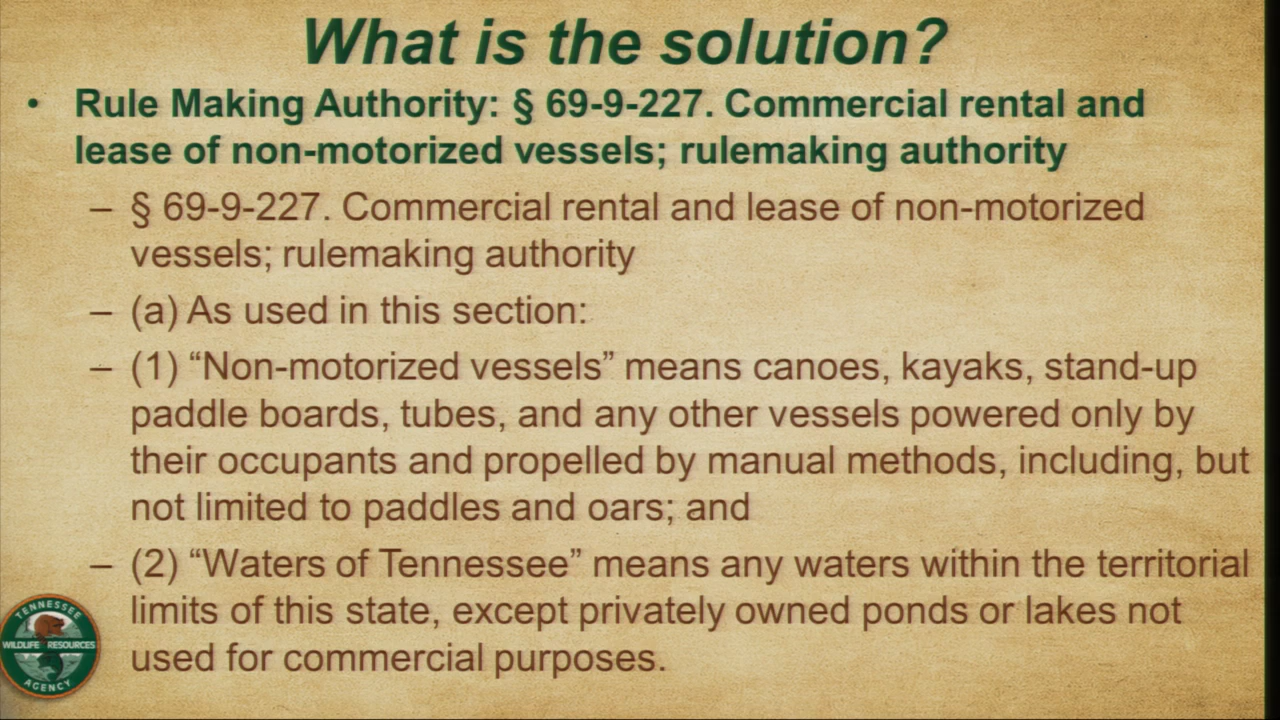 What is the solution?
• Rule Making Authority: § 69-9-227. Commercial rental and
lease of non-motorized vessels; rulemaking authority
– § 69-9-227. Commercial rental and lease of non-motorized
vessels; rulemaking authority
– (a) As used in this section:
– (1) “Non-motorized vessels” means canoes, kayaks, stand-up
paddle boards, tubes, and any other vessels powered only by
their occupants and propelled by manual methods, including, but
not limited to paddles and oars; and
– (2) “Waters of Tennessee” means any waters within the territorial
limits of this state, except privately owned ponds or lakes not
used for commercial purposes.
TENNESSEE
WILDLIFE RESOURCES
AGENCY